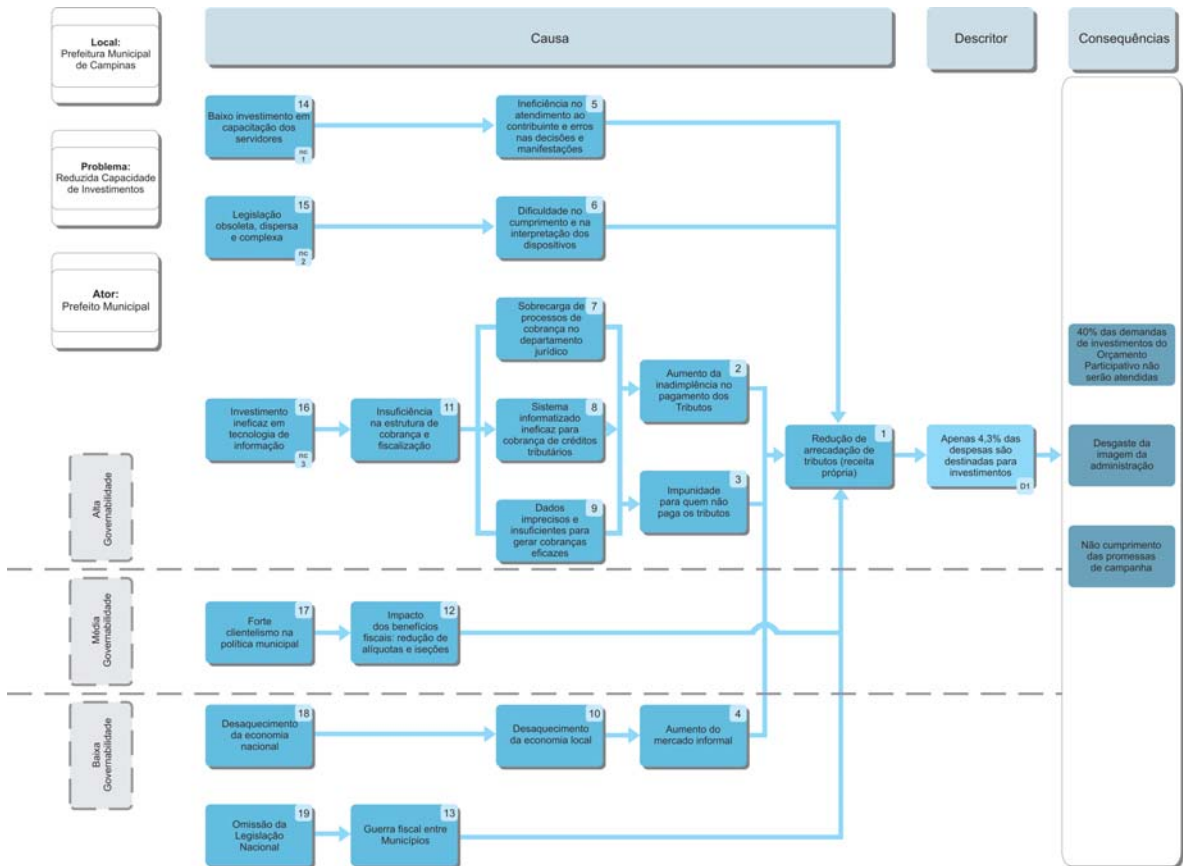 Local:
Prefeitura Municipal
de Campinas
Causa
Descritor
Consequências
Problema:
Reduzida Capacidade
de Investimentos
Ator:
Prefeito Municipal
14
Baixo investimento em
capacitação dos
servidores
nc
1
5
Ineficiência no
atendimento ao
contribuinte e erros
nas decisões e
manifestações
15
Legislação
obsoleta, dispersa
e complexa
nc
2
6
Dificuldade no
cumprimento e na
interpretação dos
dispositivos
7
Sobrecarga de
processos de
cobrança no
departamento
jurídico
16
Investimento
ineficaz em
tecnologia de
informação
nc
3
11
Insuficiência
na estrutura de
cobrança e
fiscalização
8
Sistema
informatizado
ineficaz para
cobrança de créditos
tributários
9
Dados
imprecisos e
insuficientes para
gerar cobranças
eficazes
2
Aumento da
inadimplência no
pagamento dos
Tributos
3
Impunidade
para quem não
paga os tributos
1
Redução de
arrecadação de
tributos (receita
própria)
Apenas 4,3% das
despesas são
destinadas para
investimentos
D1
40% das demandas
de investimentos do
Orçamento
Participativo não
serão atendidas
Desgaste da
imagem da
administração
Não cumprimento
das promessas
de campanha
Alta
Governabilidade
Média
Governabilidade
17
Forte
clientelismo na
política municipal
12
Impacto
dos benefícios
fiscais: redução de
alíquotas e iseções
Baixa
Governabilidade
18
Desaquecimento
da economia
nacional
10
Desaquecimento
da economia local
4
Aumento do
mercado informal
19
Omissão da
Legislação
Nacional
13
Guerra fiscal entre
Municípios